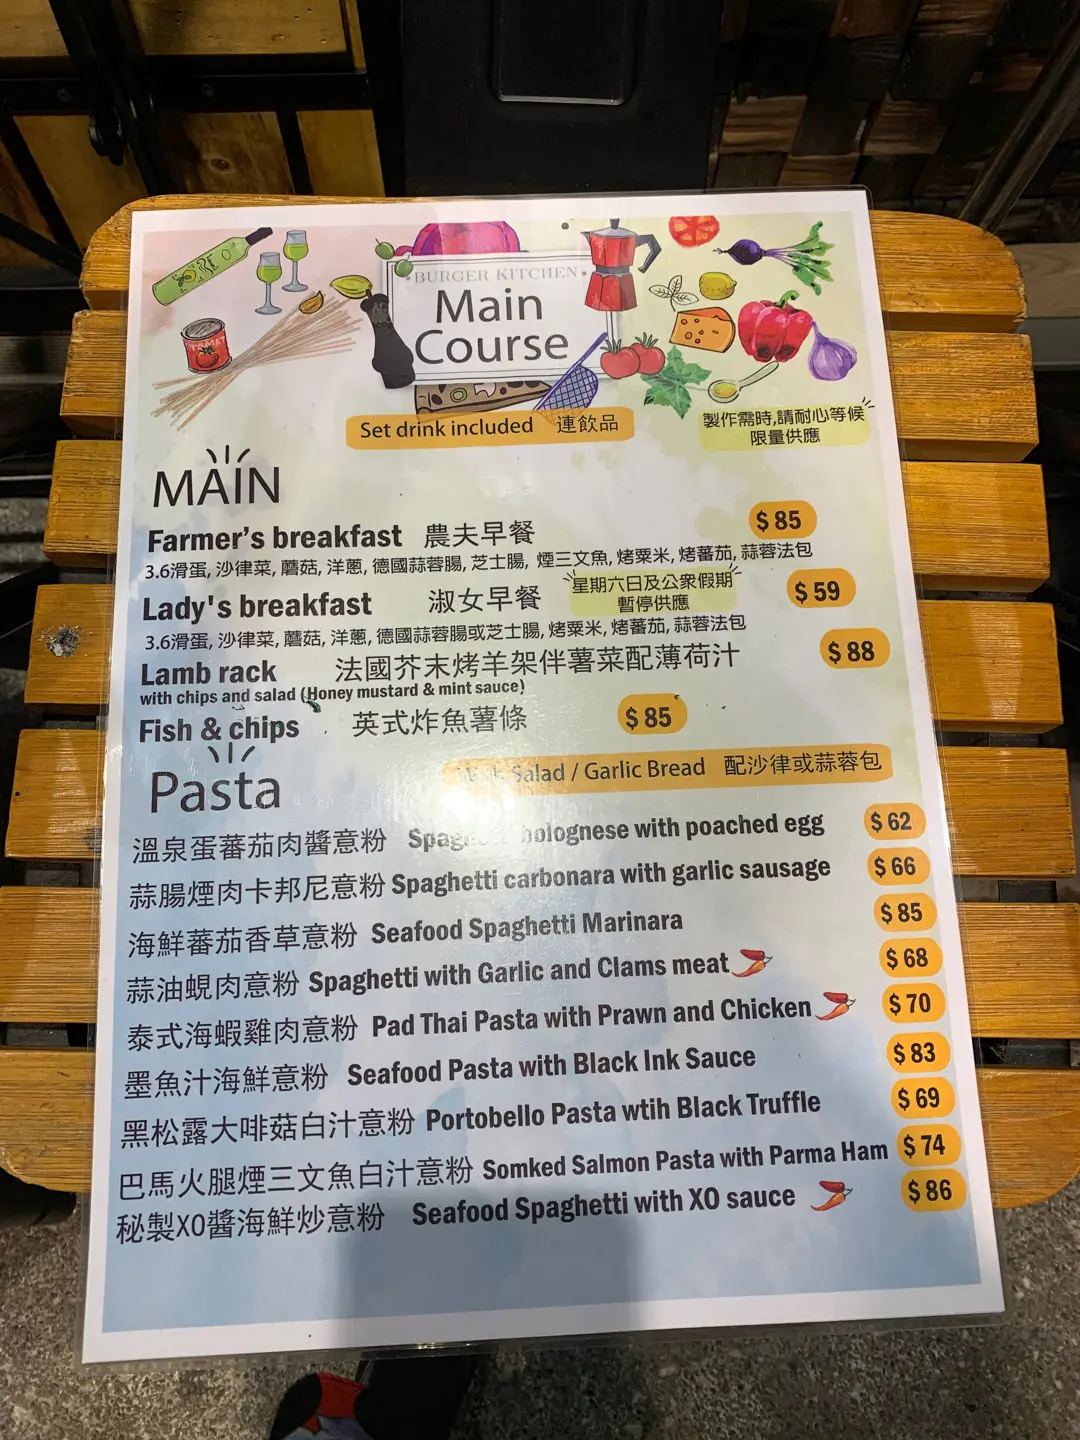 BURGER KITCHEN
Main
Course
TOMAT
Set drink included 連飲品
製作需時,請耐心等候
限量供應
MAIN
Farmer's breakfast 農夫早餐 $ 85
3.6滑蛋, 沙律菜, 蘑菇, 洋蔥, 德國蒜蓉腸, 芝士腸, 煙三文魚, 烤粟米, 烤蕃茄, 蒜蓉法包
Lady's breakfast 淑女早餐 $ 59
星期六日及公眾假期
暫停供應
3.6滑蛋, 沙律菜, 蘑菇, 洋蔥, 德國蒜蓉腸或芝士腸, 烤粟米, 烤蕃茄, 蒜蓉法包
Lamb rack 法國芥末烤羊架伴薯菜配薄荷汁 $ 88
with chips and salad (Honey mustard & mint sauce)
Fish & chips 英式炸魚薯條 $ 85
Pasta
Salad / Garlic Bread 配沙律或蒜蓉包
溫泉蛋蕃茄肉醬意粉 bolognese with poached egg $ 62
蒜腸煙肉卡邦尼意粉 Spaghetti carbonara with garlic sausage $ 66
海鮮蕃茄香草意粉 Seafood Spaghetti Marinara $ 85
蒜油蜆肉意粉 Spaghetti with Garlic and Clams meat $ 68
泰式海蝦雞肉意粉 Pad Thai Pasta with Prawn and Chicken $ 70
墨魚汁海鮮意粉 Seafood Pasta with Black Ink Sauce $ 83
黑松露大啡菇白汁意粉 Portobello Pasta wtih Black Truffle $ 69
巴馬火腿煙三文魚白汁意粉 Somked Salmon Pasta with Parma Ham $ 74
秘製XO醬海鮮炒意粉 Seafood Spaghetti with XO sauce $ 86